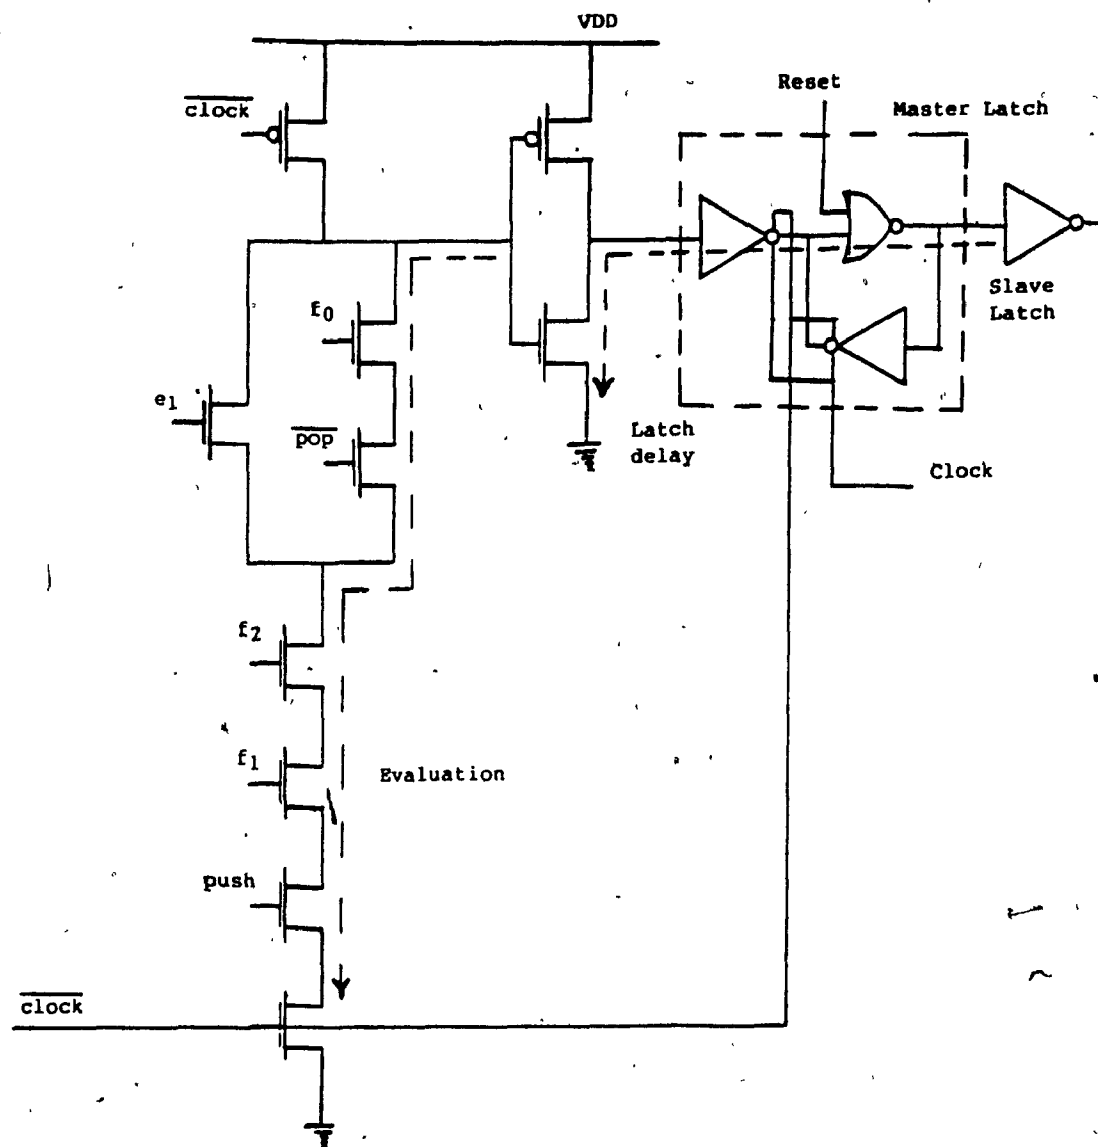 VDD
Reset
Master Latch
clock
Slave
Latch
f0
e1
pop
Latch
delay
Clock
f2
f1
Evaluation
push
clock